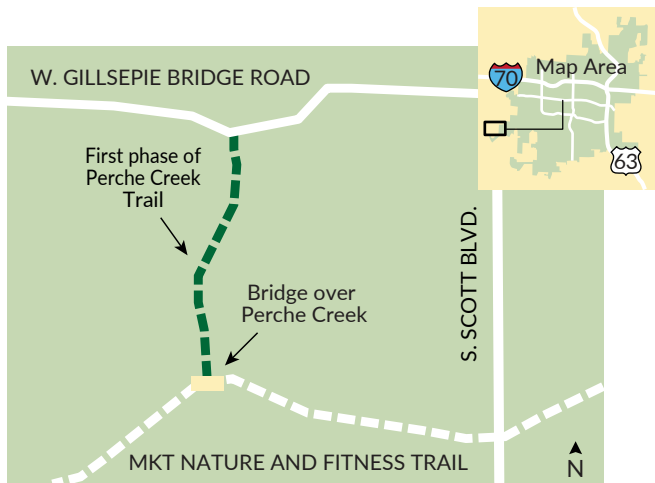 W. GILLSEPIE BRIDGE ROAD
70
Map Area
63
First phase of
Perche Creek
Trail
Bridge over
Perche Creek
S. SCOTT BLVD.
MKT NATURE AND FITNESS TRAIL
N